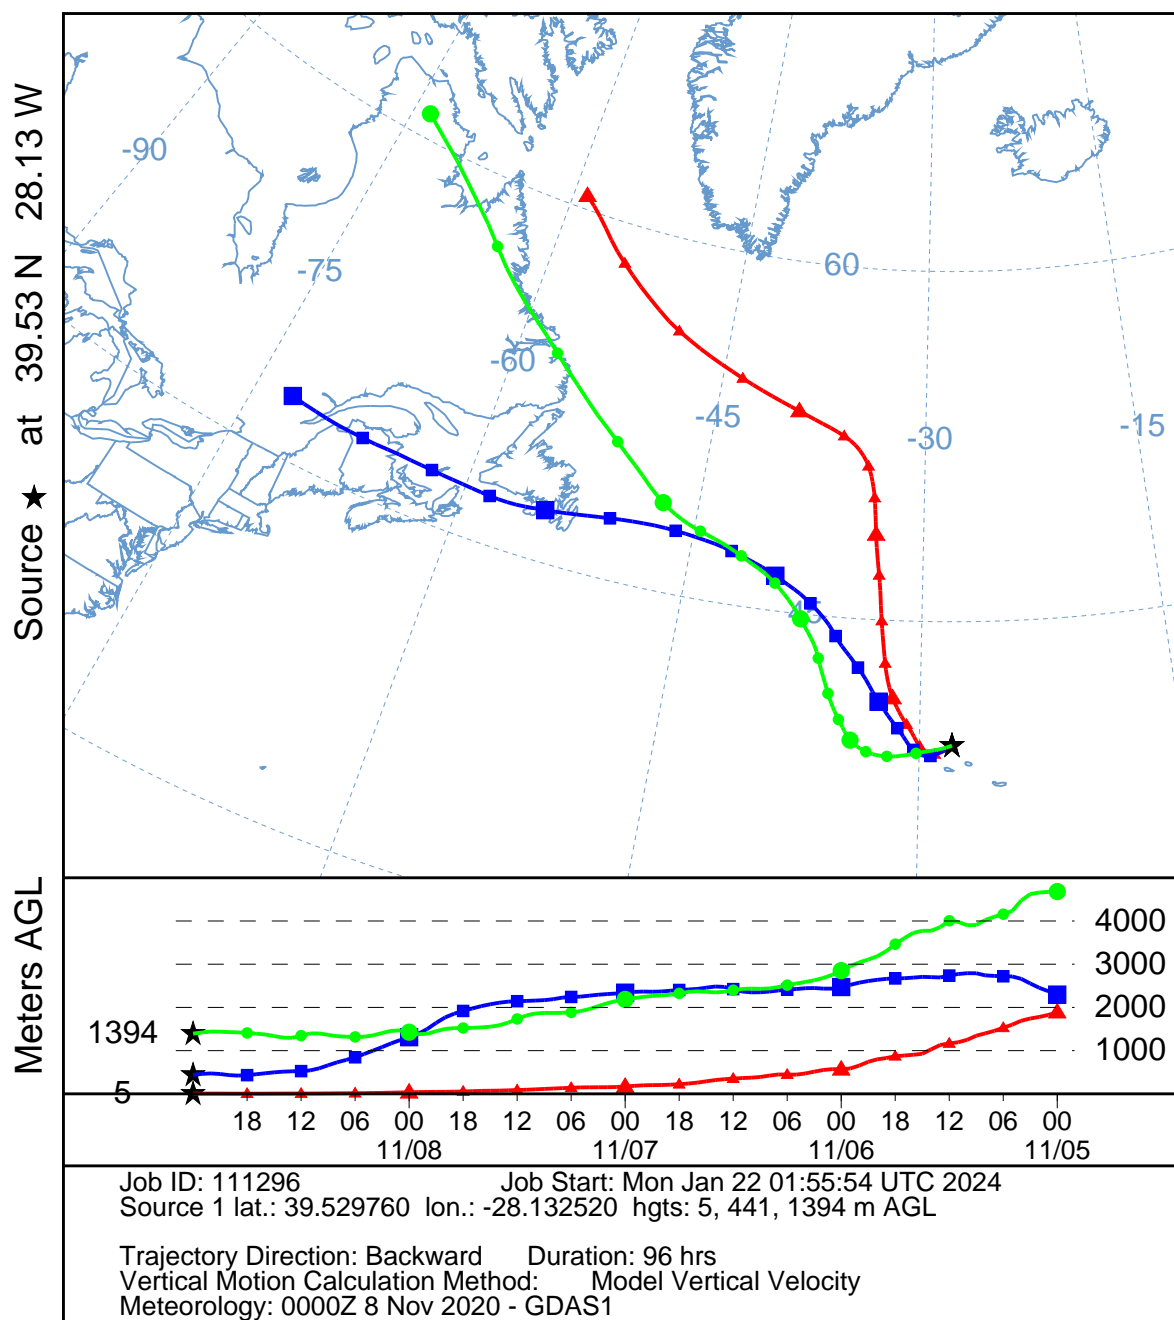 Source ★ at 39.53 N 28.13 W
-90
-75
60
-60
-45
-30
-15
45
Meters AGL
4000
3000
2000
1394
1000
5
18 12 06 00 18 12 06 00 18 12 06 00 18 12 06 00
11/08 11/07 11/06 11/05
Job ID: 111296 Job Start: Mon Jan 22 01:55:54 UTC 2024
Source 1 lat.: 39.529760 lon.: -28.132520 hgts: 5, 441, 1394 m AGL
Trajectory Direction: Backward Duration: 96 hrs
Vertical Motion Calculation Method: Model Vertical Velocity
Meteorology: 0000Z 8 Nov 2020 - GDAS1